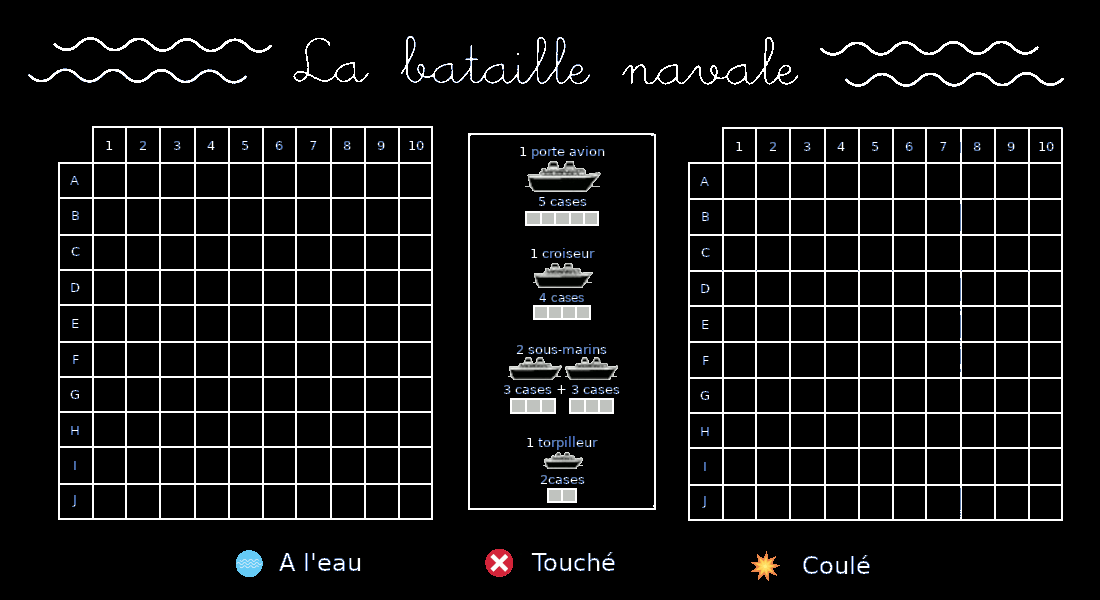 La bataille navale
1 2 3 4 5 6 7 8 9 10
A
B
C
D
E
F
G
H
I
J
1 porte avion
5 cases
1 croiseur
4 cases
2 sous-marins
3 cases + 3 cases
1 torpilleur
2cases
1 2 3 4 5 6 7 8 9 10
A
B
C
D
E
F
G
H
I
J
A l'eau
Touché
Coulé